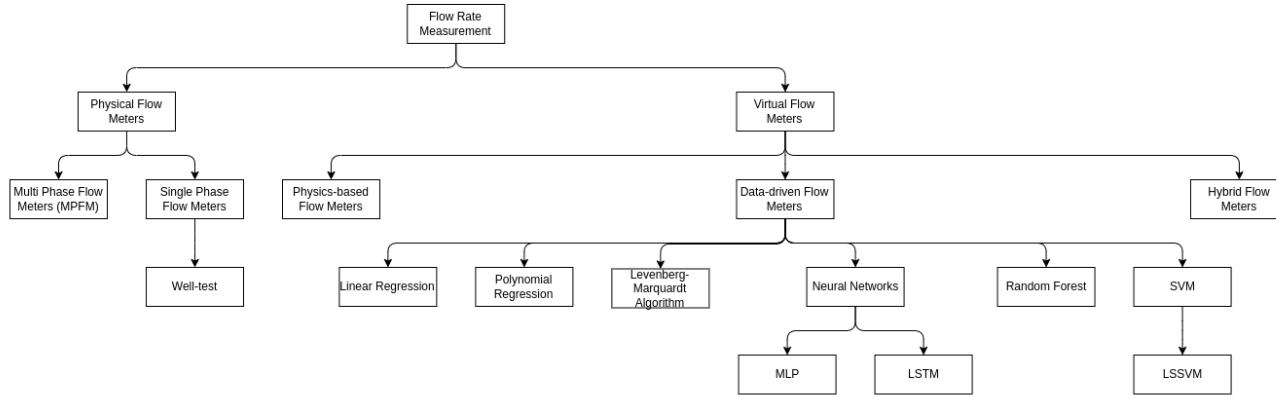 Flow Rate
Measurement
Physical Flow
Meters
Virtual Flow
Meters
Multi Phase Flow
Meters (MPFM)
Single Phase
Flow Meters
Physics-based
Flow Meters
Data-driven Flow
Meters
Hybrid Flow
Meters
Well-test
Linear Regression
Polynomial
Regression
Levenberg-
Marquardt
Algorithm
Neural Networks
Random Forest
SVM
MLP
LSTM
LSSVM